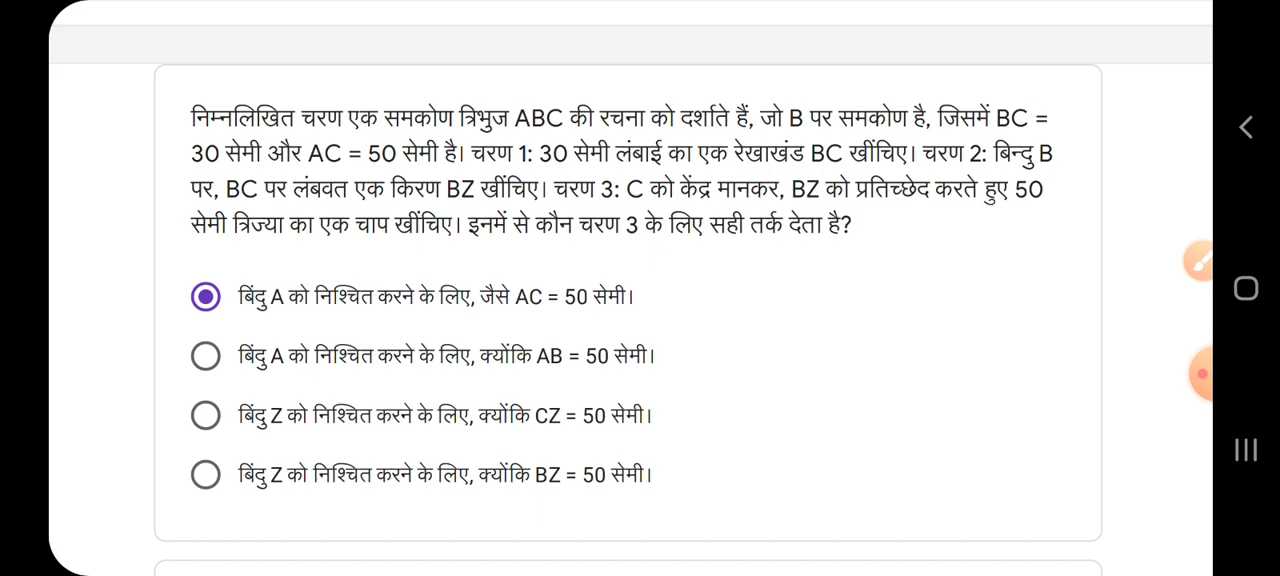 निम्नलिखित चरण एक समकोण त्रिभुज ABC की रचना को दर्शाते हैं, जो B पर समकोण है, जिसमें BC =
30 सेमी और AC = 50 सेमी है। चरण 1: 30 सेमी लंबाई का एक रेखाखंड BC खींचिए। चरण 2: बिन्दु B
पर, BC पर लंबवत एक किरण BZ खींचिए। चरण 3: C को केंद्र मानकर, BZ को प्रतिच्छेद करते हुए 50
सेमी त्रिज्या का एक चाप खींचिए। इनमें से कौन चरण 3 के लिए सही तर्क देता है?
बिंदु A को निश्चित करने के लिए, जैसे AC = 50 सेमी।
बिंदु A को निश्चित करने के लिए, क्योंकि AB = 50 सेमी।
बिंदु Z को निश्चित करने के लिए, क्योंकि CZ = 50 सेमी।
बिंदु Z को निश्चित करने के लिए, क्योंकि BZ = 50 सेमी।